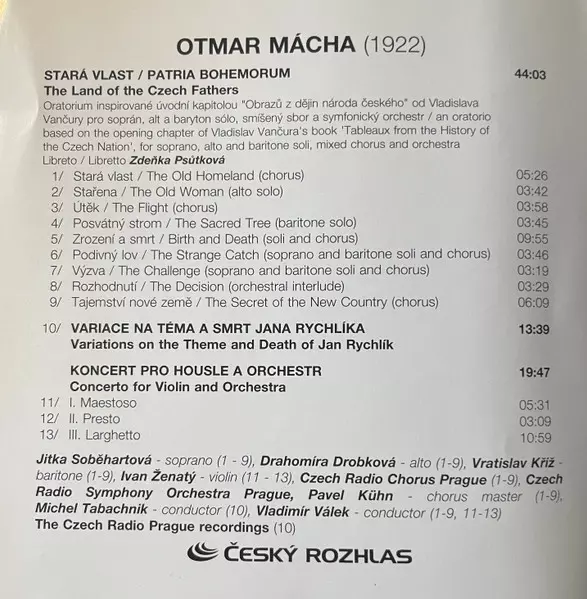 OTMAR MÁCHA (1922)
STARÁ VLAST / PATRIA BOHEMORUM 44:03
The Land of the Czech Fathers
Oratorium inspirované úvodní kapitolou "Obrazů z dějin národa českého" od Vladislava
Vančury pro soprán, alt a baryton sólo, smíšený sbor a symfonický orchestr / an oratorio
based on the opening chapter of Vladislav Vančura's book 'Tableaux from the History of
the Czech Nation', for soprano, alto and baritone soli, mixed chorus and orchestra
Libreto / Libretto Zdeňka Psůtková
1/ Stará vlast / The Old Homeland (chorus) 05:26
2/ Stařena / The Old Woman (alto solo) 03:42
3/ Útěk / The Flight (chorus) 03:58
4/ Posvátný strom / The Sacred Tree (baritone solo) 03:45
5/ Zrození a smrt / Birth and Death (soli and chorus) 09:55
6/ Podivný lov / The Strange Catch (soprano and baritone soli and chorus) 03:46
7/ Výzva / The Challenge (soprano and baritone soli and chorus) 03:19
8/ Rozhodnutí / The Decision (orchestral interlude) 03:29
9/ Tajemství nové země / The Secret of the New Country (chorus) 06:09
10/ VARIACE NA TÉMA A SMRT JANA RYCHLÍKA 13:39
Variations on the Theme and Death of Jan Rychlík
KONCERT PRO HOUSLE A ORCHESTR 19:47
Concerto for Violin and Orchestra
11/ I. Maestoso 05:31
12/ II. Presto 03:09
13/ III. Larghetto 10:59
Jitka Soběhartová - soprano (1 - 9), Drahomíra Drobková - alto (1-9), Vratislav Kříž -
baritone (1-9), Ivan Ženatý - violin (11 - 13), Czech Radio Chorus Prague (1-9), Czech
Radio Symphony Orchestra Prague, Pavel Kühn - chorus master (1-9),
Michel Tabachnik - conductor (10), Vladimír Válek - conductor (1-9, 11-13)
The Czech Radio Prague recordings (10)
ČESKÝ ROZHLAS